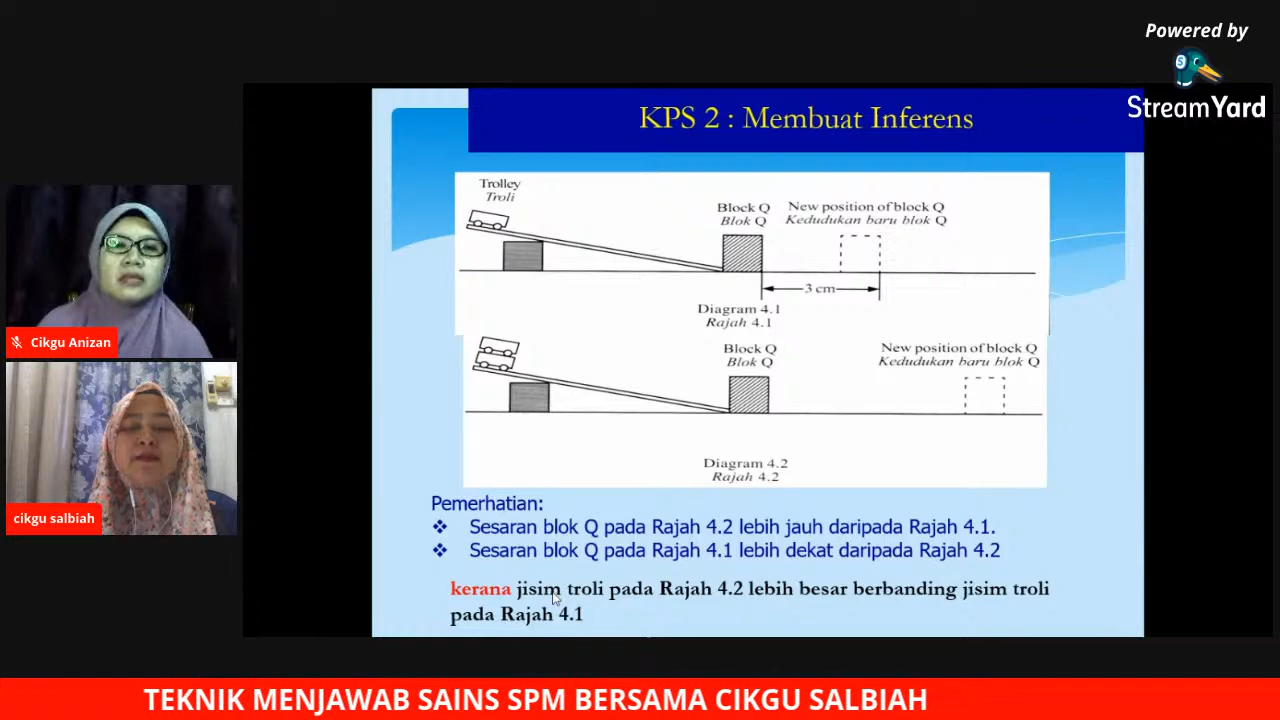 Powered by
StreamYard
KPS 2 : Membuat Inferens
Trolley
Troli
Block Q
Blok Q
New position of block Q
Kedudukan baru blok Q
3 cm
Diagram 4.1
Rajah 4.1
Block Q
Blok Q
New position of block Q
Kedudukan baru blok Q
Diagram 4.2
Rajah 4.2
Pemerhatian:
❖ Sesaran blok Q pada Rajah 4.2 lebih jauh daripada Rajah 4.1.
❖ Sesaran blok Q pada Rajah 4.1 lebih dekat daripada Rajah 4.2
kerana jisim troli pada Rajah 4.2 lebih besar berbanding jisim troli
pada Rajah 4.1
Cikgu Anizan
cikgu salbiah
TEKNIK MENJAWAB SAINS SPM BERSAMA CIKGU SALBIAH